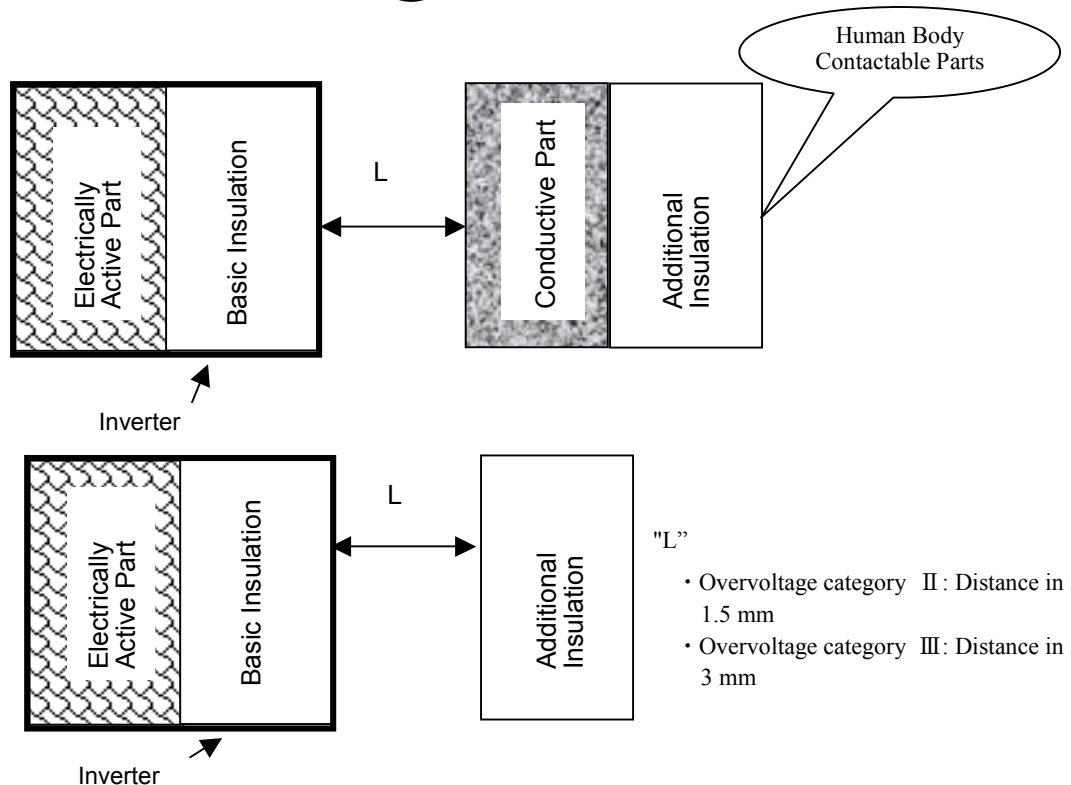 Human Body
Contactable Parts
Electrically
Active Part
Basic Insulation
L
Conductive Part
Additional
Insulation
Inverter
Electrically
Active Part
Basic Insulation
L
Additional
Insulation
"L”
・Overvoltage category Ⅱ: Distance in
1.5 mm
・Overvoltage category Ⅲ: Distance in
3 mm
Inverter